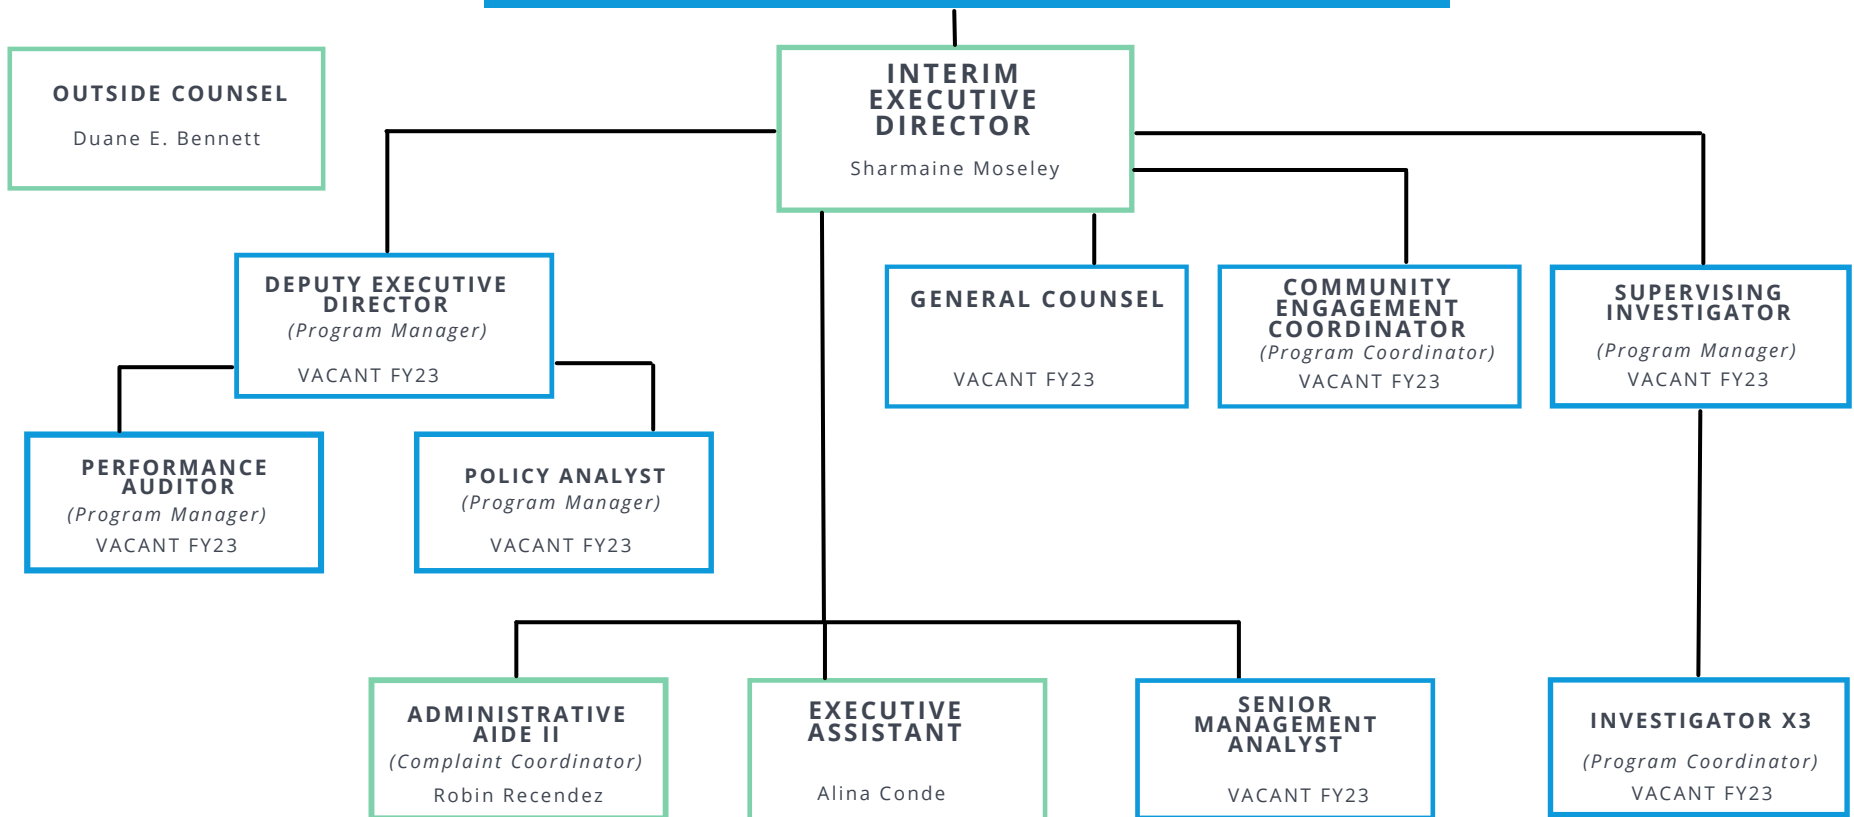 OUTSIDE COUNSEL
Duane E. Bennett
INTERIM
EXECUTIVE
DIRECTOR
Sharmaine Moseley
DEPUTY EXECUTIVE
DIRECTOR
(Program Manager)
VACANT FY23
GENERAL COUNSEL
VACANT FY23
COMMUNITY
ENGAGEMENT
COORDINATOR
(Program Coordinator)
VACANT FY23
SUPERVISING
INVESTIGATOR
(Program Manager)
VACANT FY23
PERFORMANCE
AUDITOR
(Program Manager)
VACANT FY23
POLICY ANALYST
(Program Manager)
VACANT FY23
ADMINISTRATIVE
AIDE II
(Complaint Coordinator)
Robin Recendez
EXECUTIVE
ASSISTANT
Alina Conde
SENIOR
MANAGEMENT
ANALYST
VACANT FY23
INVESTIGATOR X3
(Program Coordinator)
VACANT FY23